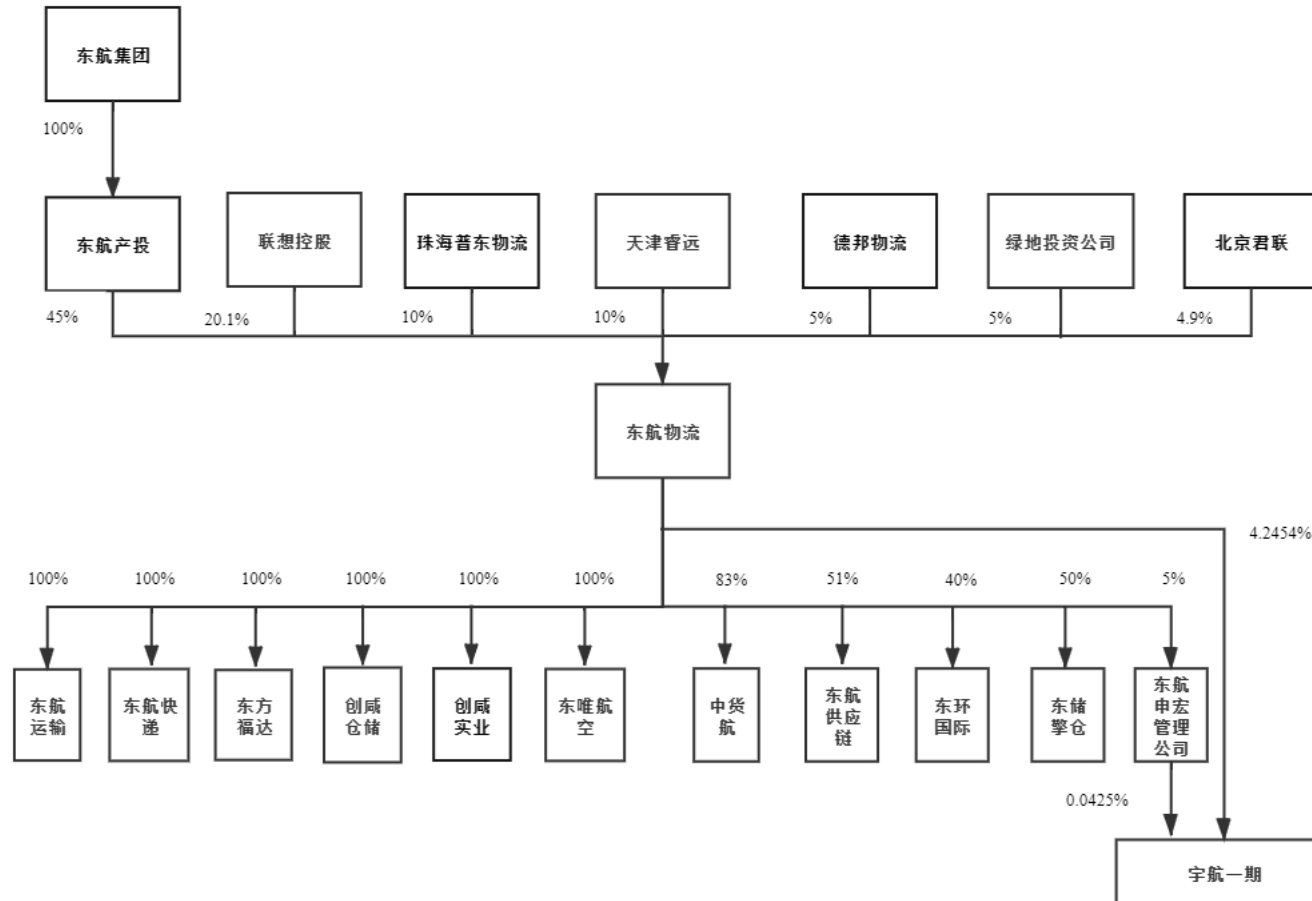 东航集团
100%
东航产投
联想控股
珠海普东物流
天津睿远
德邦物流
绿地投资公司
北京君联
45%
20.1%
10%
10%
5%
5%
4.9%
东航物流
4.2454%
100%
100%
100%
100%
100%
100%
83%
51%
40%
50%
5%
东航
运输
东航快
递
东方
福达
创咸
仓储
创咸
实业
东唯航
空
中货
航
东航
供应
链
东环
国际
东储
擎仓
东航
申宏
管理
公司
0.0425%
宇航一期